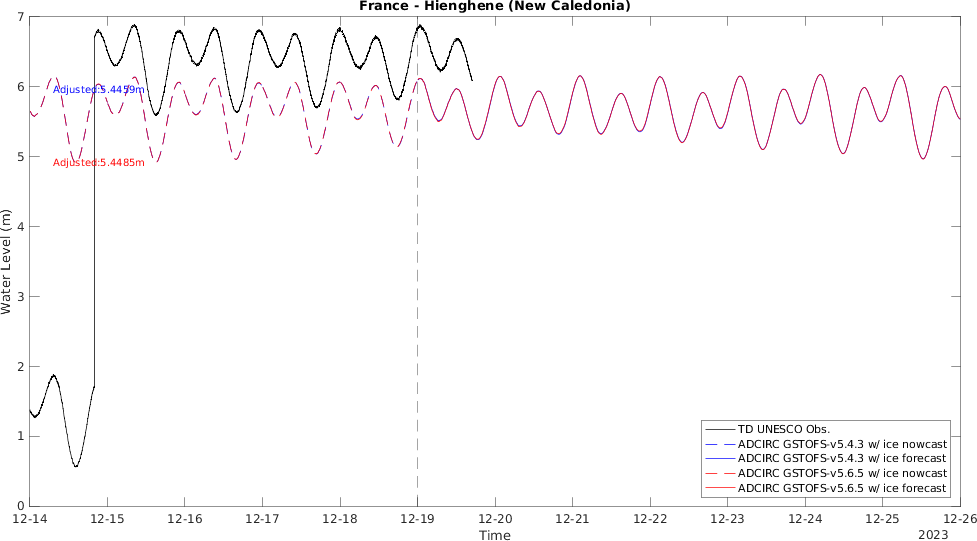 France - Hienghene (New Caledonia)
7
6
5
4
3
2
1
0
Water Level (m)
Adjusted:5.4459m
Adjusted:5.4485m
TD UNESCO Obs.
ADCIRC GSTOFS-v5.4.3 w/ ice nowcast
ADCIRC GSTOFS-v5.4.3 w/ ice forecast
ADCIRC GSTOFS-v5.6.5 w/ ice nowcast
ADCIRC GSTOFS-v5.6.5 w/ ice forecast
12-14 12-15 12-16 12-17 12-18 12-19 12-20 12-21 12-22 12-23 12-24 12-25 12-26
Time
2023